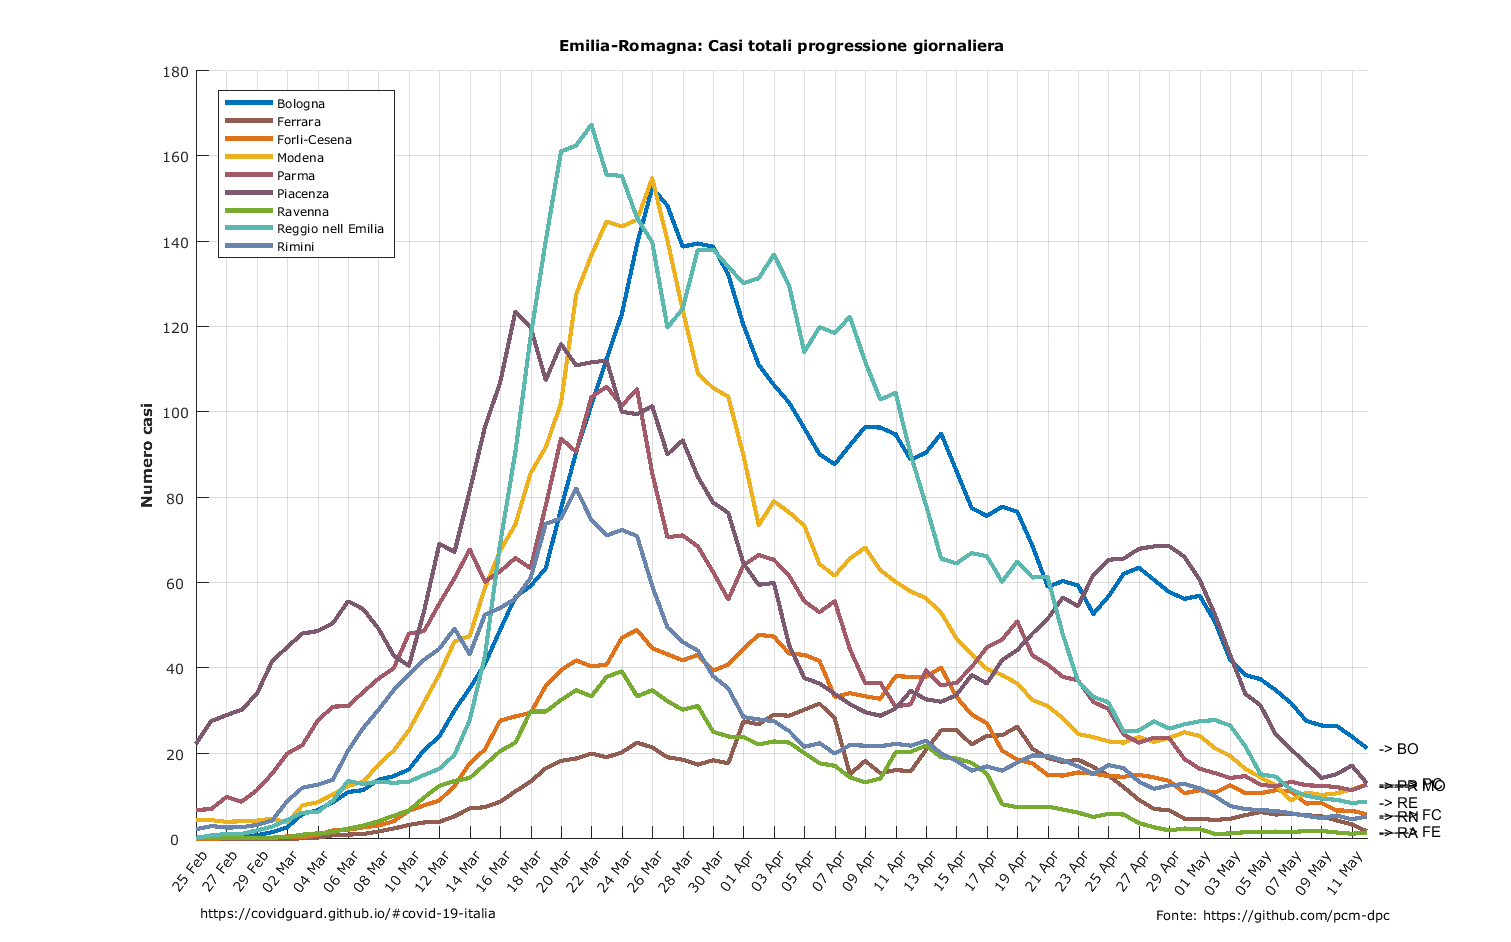 Emilia-Romagna: Casi totali progressione giornaliera
180
160
140
120
100
80
60
40
20
0
Numero casi
Bologna
Ferrara
Forli-Cesena
Modena
Parma
Piacenza
Ravenna
Reggio nell Emilia
Rimini
-> BO
-> RE
25 Feb
27 Feb
29 Feb
02 Mar
04 Mar
06 Mar
08 Mar
10 Mar
12 Mar
14 Mar
16 Mar
18 Mar
20 Mar
22 Mar
24 Mar
26 Mar
28 Mar
30 Mar
01 Apr
03 Apr
05 Apr
07 Apr
09 Apr
11 Apr
13 Apr
15 Apr
17 Apr
19 Apr
21 Apr
23 Apr
25 Apr
27 Apr
29 Apr
01 May
03 May
05 May
07 May
09 May
11 May
https://covidguard.github.io/#covid-19-italia
Fonte: https://github.com/pcm-dpc